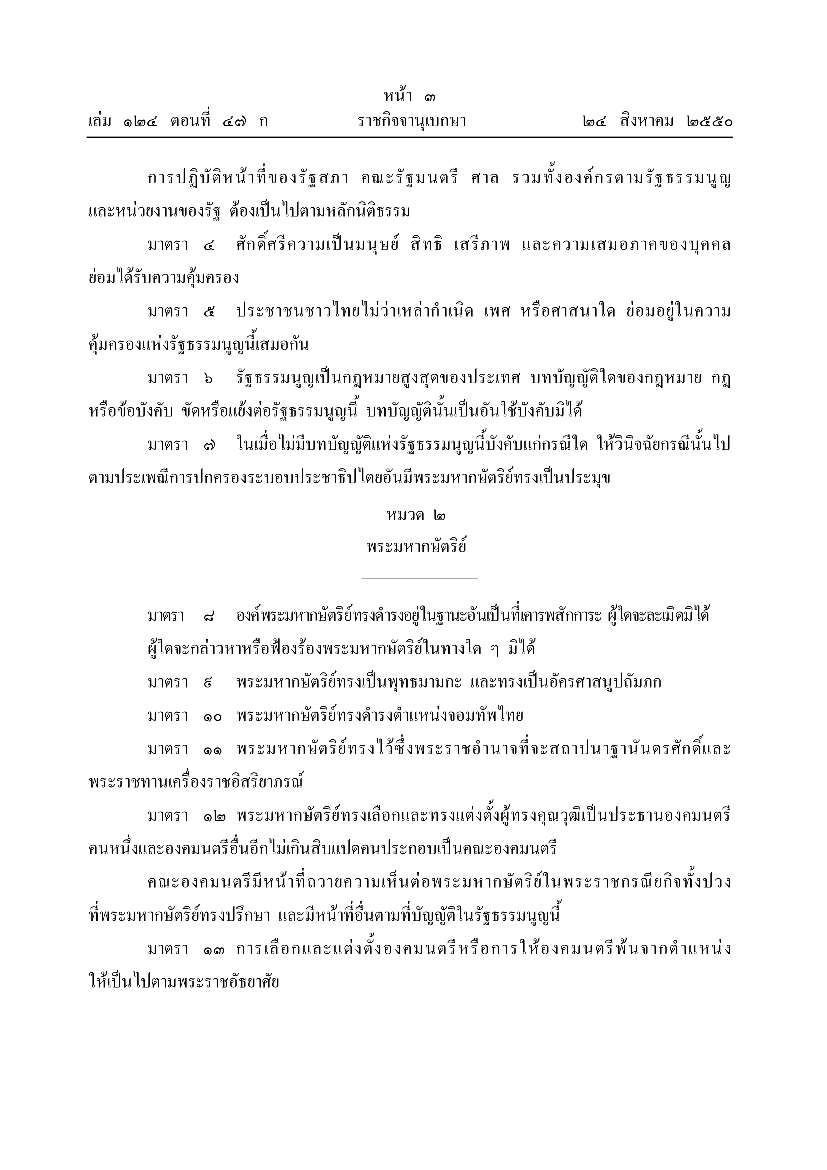 หน้า ๓
เล่ม ๑๒๔ ตอนที่ ๔๗ ก ราชกิจจานุเบกษา ๒๔ สิงหาคม ๒๕๕๐
การปฏิบัติหน้าที่ของรัฐสภา คณะรัฐมนตรี ศาล รวมทั้งองค์กรตามรัฐธรรมนูญ
และหน่วยงานของรัฐ ต้องเป็นไปตามหลักนิติธรรม
มาตรา ๔ ศักดิ์ศรีความเป็นมนุษย์ สิทธิ เสรีภาพ และความเสมอภาคของบุคคล
ย่อมได้รับความคุ้มครอง
มาตรา ๕ ประชาชนชาวไทยไม่ว่าเหล่ากำเนิด เพศ หรือศาสนาใด ย่อมอยู่ในความ
คุ้มครองแห่งรัฐธรรมนูญนี้เสมอกัน
มาตรา ๖ รัฐธรรมนูญเป็นกฎหมายสูงสุดของประเทศ บทบัญญัติใดของกฎหมาย กฎ
หรือข้อบังคับ ขัดหรือแย้งต่อรัฐธรรมนูญนี้ บทบัญญัตินั้นเป็นอันใช้บังคับมิได้
มาตรา ๗ ในเมื่อไม่มีบทบัญญัติแห่งรัฐธรรมนูญนี้บังคับแก่กรณีใด ให้วินิจฉัยกรณีนั้นไป
ตามประเพณีการปกครองระบอบประชาธิปไตยอันมีพระมหากษัตริย์ทรงเป็นประมุข
หมวด ๒
พระมหากษัตริย์
มาตรา ๘ องค์พระมหากษัตริย์ทรงดำรงอยู่ในฐานะอันเป็นที่เคารพสักการะ ผู้ใดจะละเมิดมิได้
ผู้ใดจะกล่าวหาหรือฟ้องร้องพระมหากษัตริย์ในทางใด ๆ มิได้
มาตรา ๙ พระมหากษัตริย์ทรงเป็นพุทธมามกะ และทรงเป็นอัครศาสนูปถัมภก
มาตรา ๑๐ พระมหากษัตริย์ทรงดำรงตำแหน่งจอมทัพไทย
มาตรา ๑๑ พระมหากษัตริย์ทรงไว้ซึ่งพระราชอำนาจที่จะสถาปนาฐานันดรศักดิ์และ
พระราชทานเครื่องราชอิสริยาภรณ์
มาตรา ๑๒ พระมหากษัตริย์ทรงเลือกและทรงแต่งตั้งผู้ทรงคุณวุฒิเป็นประธานองคมนตรี
คนหนึ่งและองคมนตรีอื่นอีกไม่เกินสิบแปดคนประกอบเป็นคณะองคมนตรี
คณะองคมนตรีมีหน้าที่ถวายความเห็นต่อพระมหากษัตริย์ในพระราชกรณียกิจทั้งปวง
ที่พระมหากษัตริย์ทรงปรึกษา และมีหน้าที่อื่นตามที่บัญญัติในรัฐธรรมนูญนี้
มาตรา ๑๓ การเลือกและแต่งตั้งองคมนตรีหรือการให้องคมนตรีพ้นจากตำแหน่ง
ให้เป็นไปตามพระราชอัธยาศัย